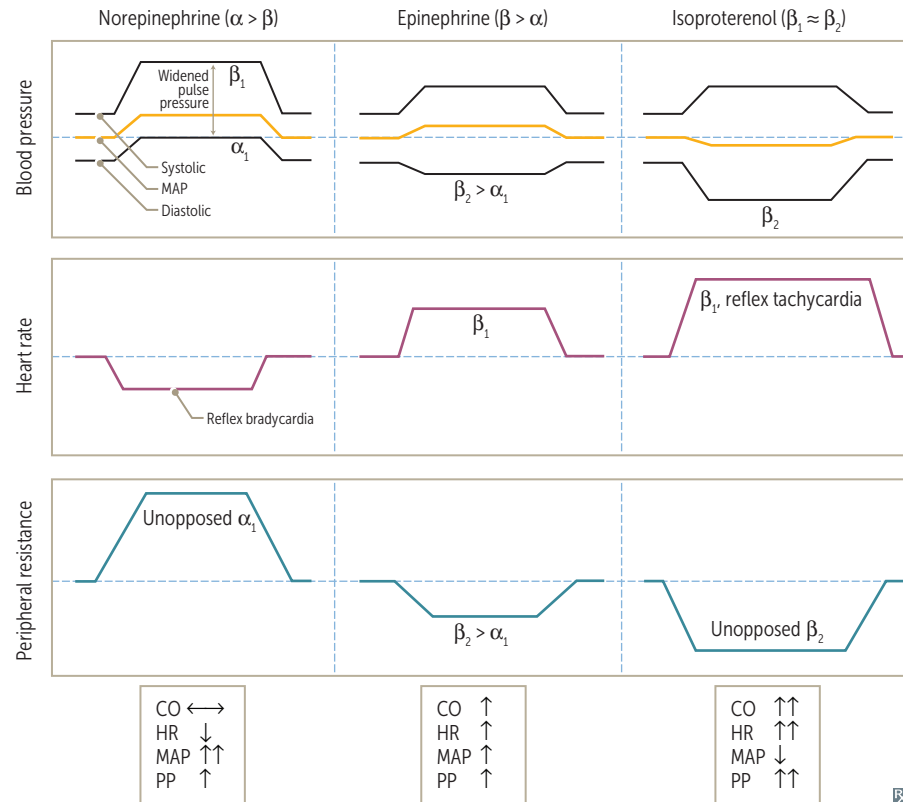 Norepinephrine (α > β)
Epinephrine (β > α)
Isoproterenol (β₁ ≈ β₂)
Blood pressure
Widened
pulse
pressure
β₁
α₁
Systolic
MAP
Diastolic
β₂ > α₁
β₂
Heart rate
Reflex bradycardia
β₁
β₁, reflex tachycardia
Peripheral resistance
Unopposed α₁
β₂ > α₁
Unopposed β₂
CO ←→
HR ↓
MAP ↑↑
PP ↑
CO ↑
HR ↑
MAP ↑
PP ↑
CO ↑↑
HR ↑↑
MAP ↓
PP ↑↑